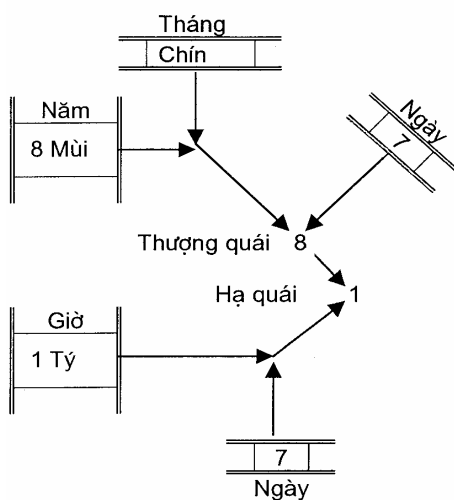 Tháng
Chín
Năm
8 Mùi
Ngày
7
Thượng quái 8
Hạ quái 1
Giờ
1 Tý
7
Ngày